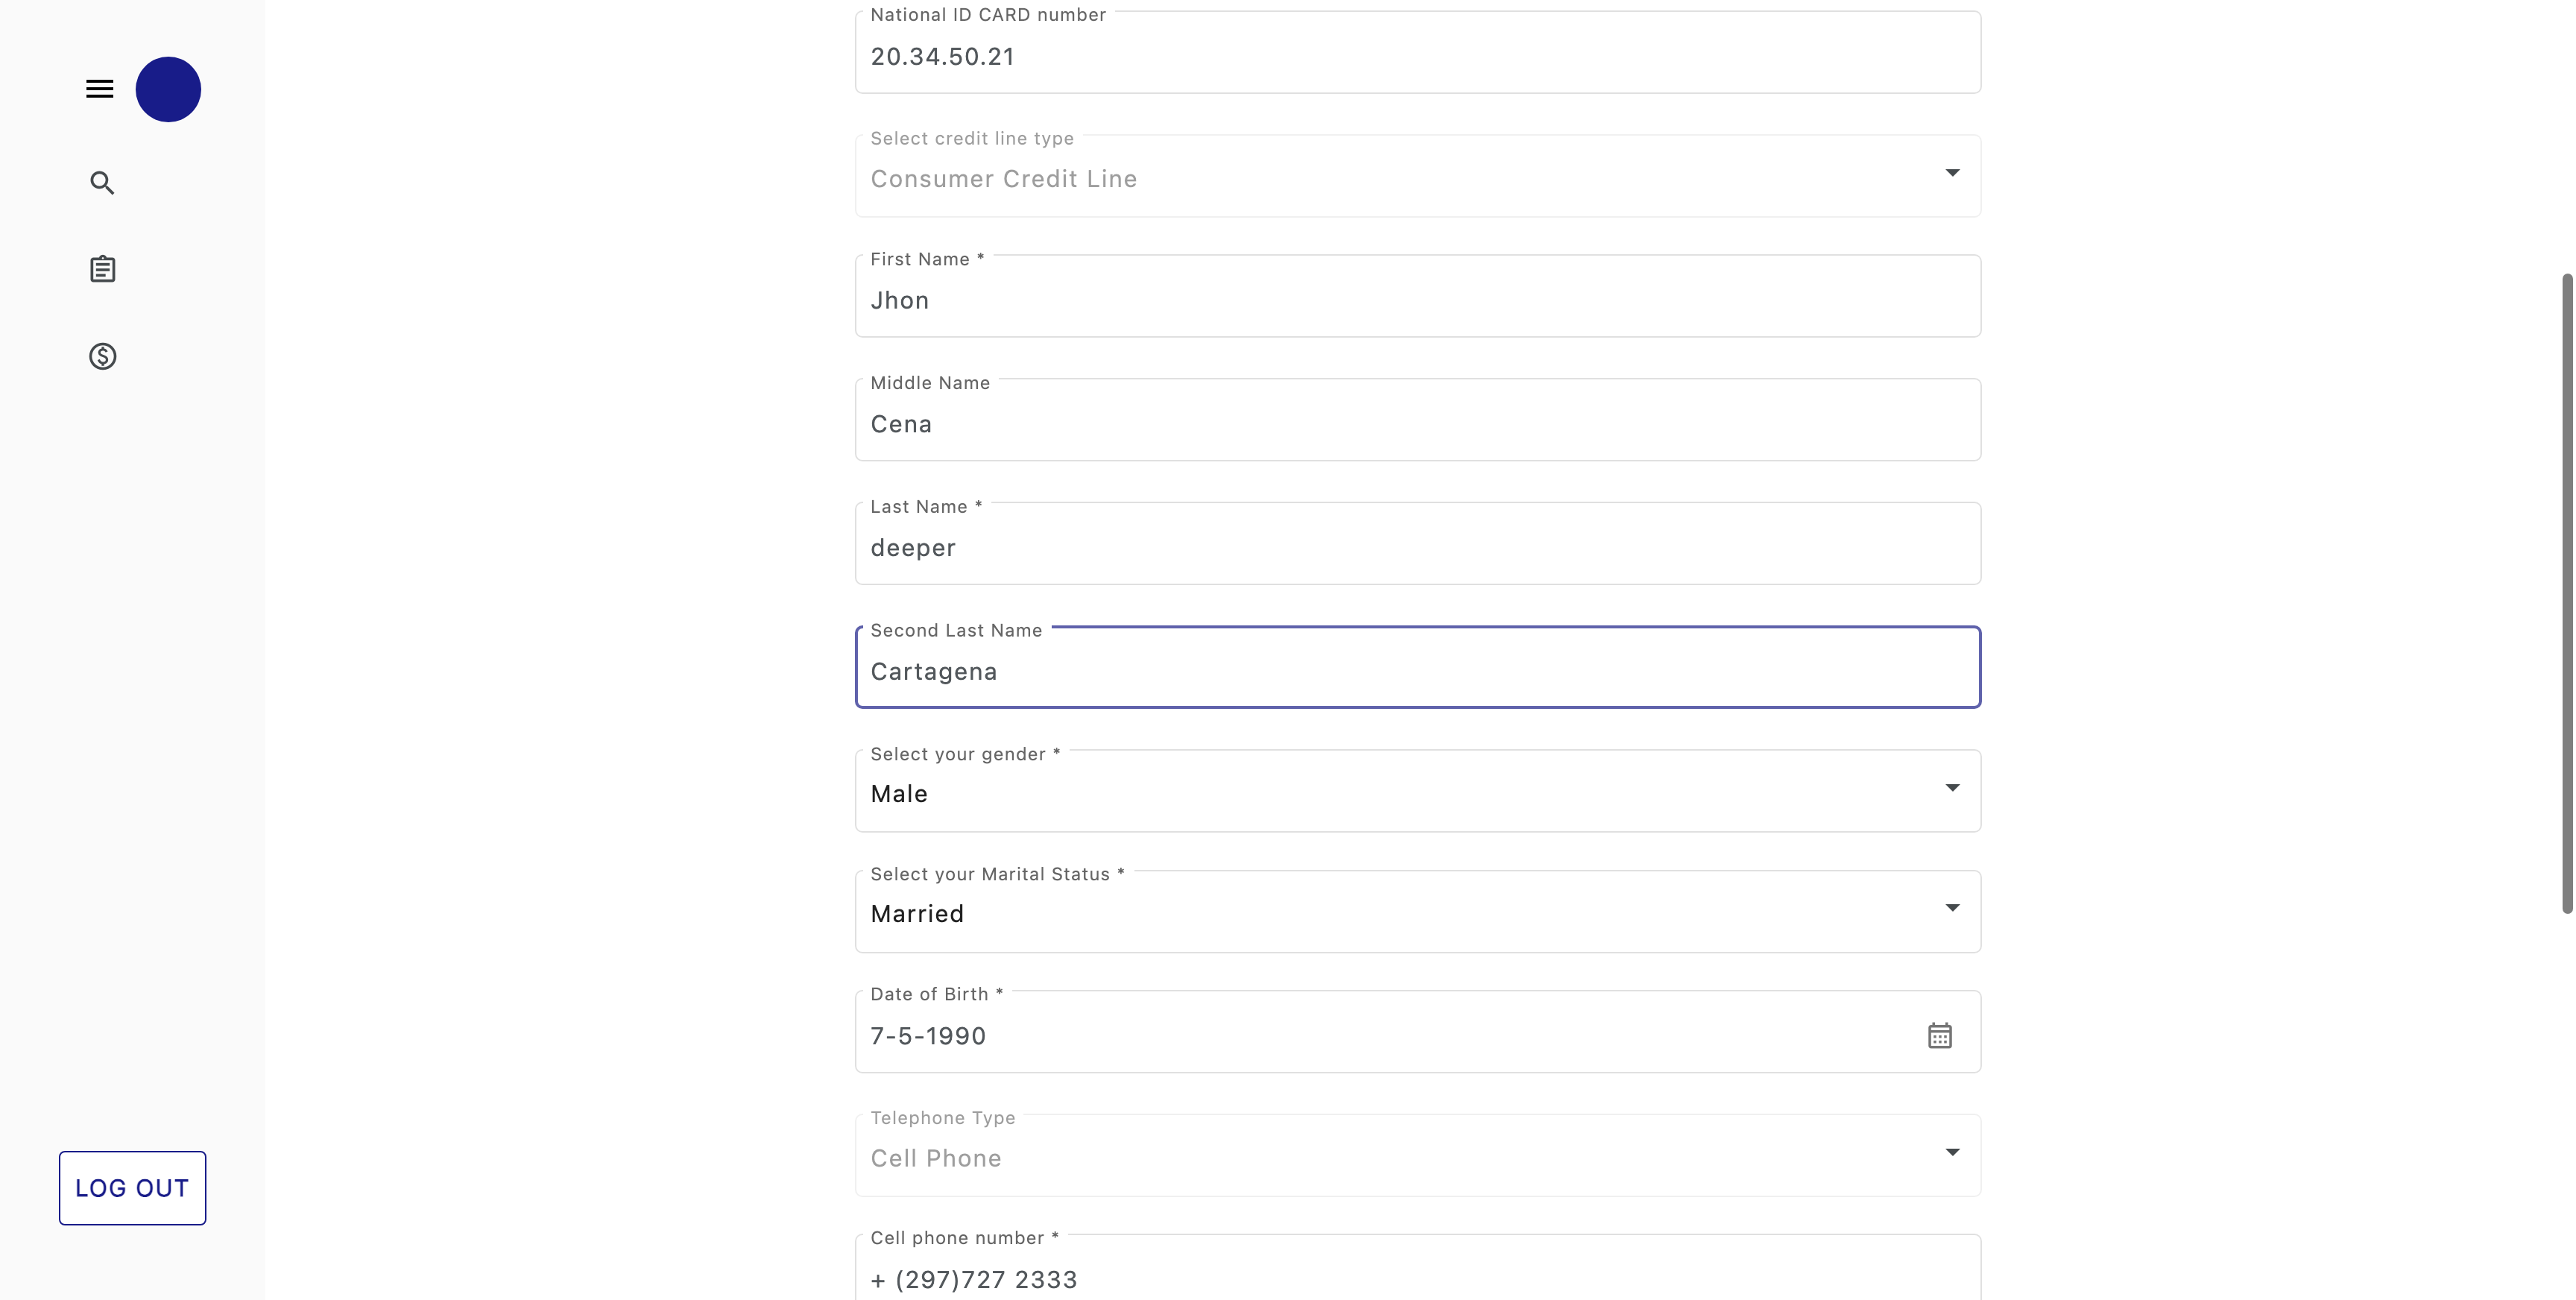 National ID CARD number
20.34.50.21
Select credit line type
Consumer Credit Line
First Name *
Jhon
Middle Name
Cena
Last Name *
deeper
Second Last Name
Cartagena
Select your gender *
Male
Select your Marital Status *
Married
Date of Birth *
7-5-1990
Telephone Type
Cell Phone
Cell phone number *
+ (297)727 2333
LOG OUT